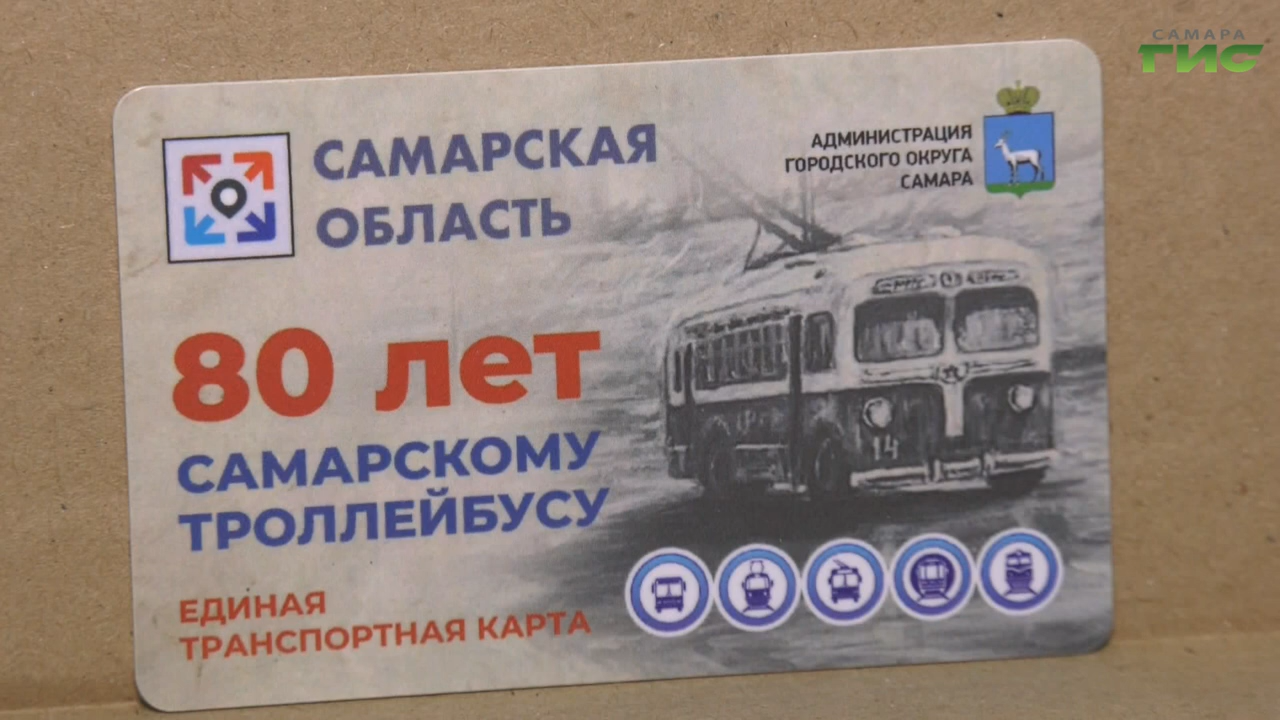 САМАРА
ГИС
САМАРСКАЯ
ОБЛАСТЬ
АДМИНИСТРАЦИЯ
ГОРОДСКОГО ОКРУГА
САМАРА
80 лет
САМАРСКОМУ
ТРОЛЛЕЙБУСУ
14
ЕДИНАЯ
ТРАНСПОРТНАЯ КАРТА